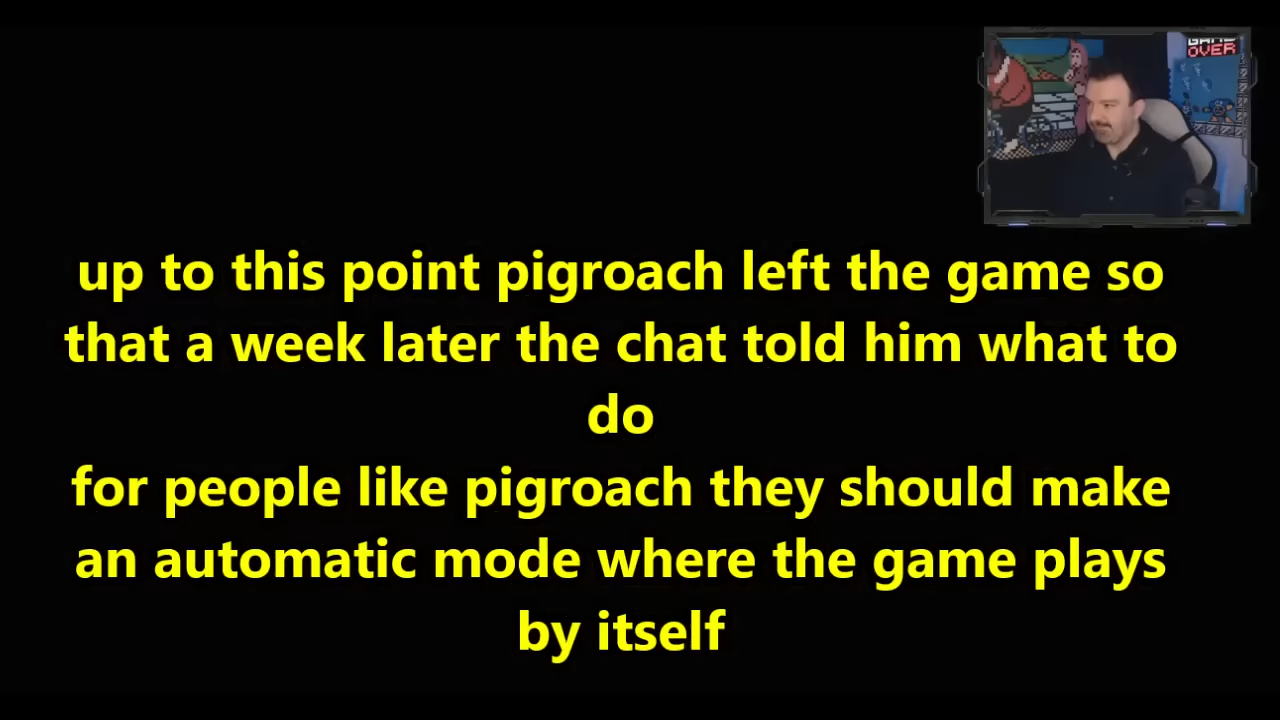 GAME
OVER
up to this point pigroach left the game so
that a week later the chat told him what to
do
for people like pigroach they should make
an automatic mode where the game plays
by itself